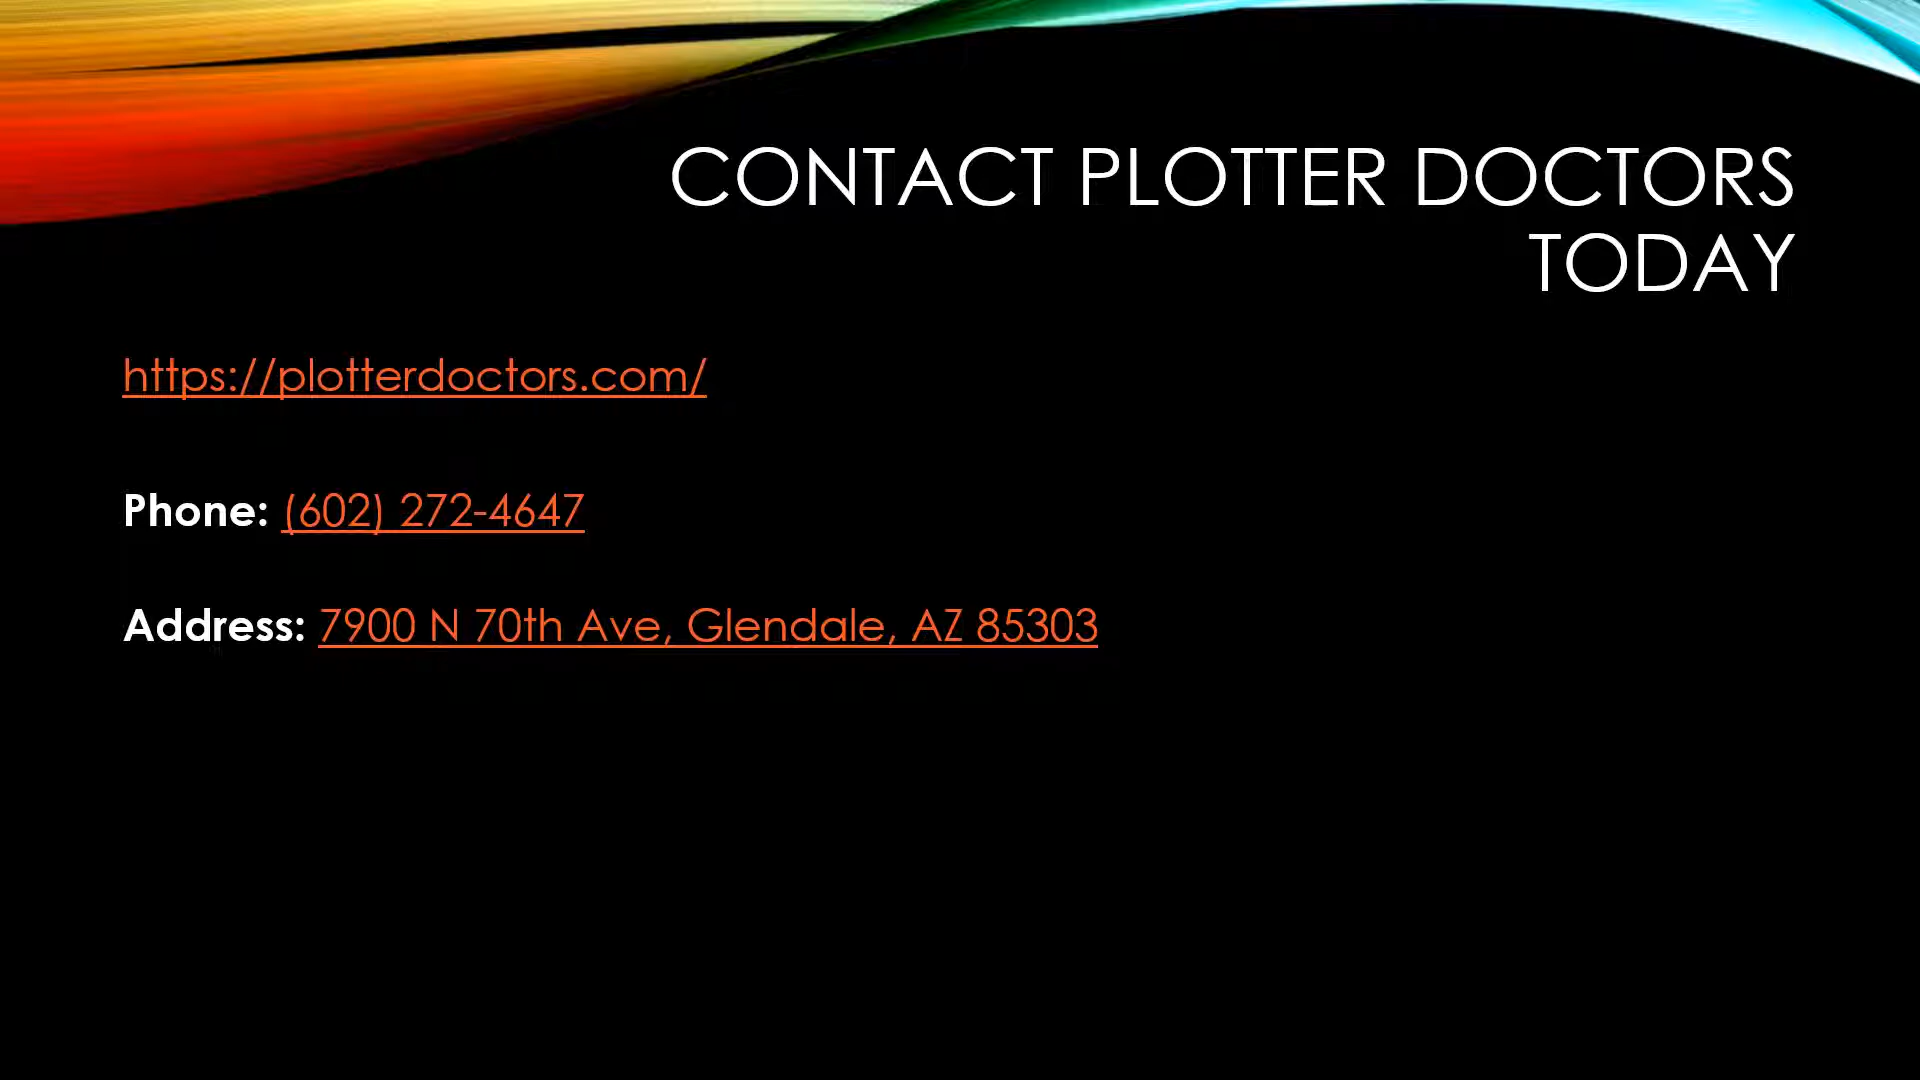 CONTACT PLOTTER DOCTORS
TODAY
https://plotterdoctors.com/
Phone: (602) 272-4647
Address: 7900 N 70th Ave, Glendale, AZ 85303